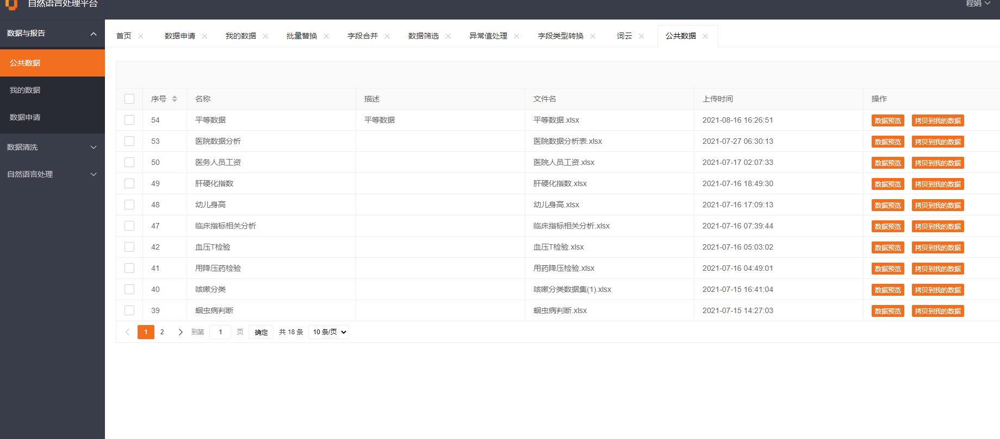 自然语言处理平台 程娟
数据与报告
公共数据
我的数据
数据申请
数据清洗
自然语言处理
首页 数据申请 我的数据 批量替换 字段合并 数据筛选 异常值处理 字段类型转换 词云 公共数据
序号 名称 描述 文件名 上传时间 操作
54 平等数据 平等数据 平等数据.xlsx 2021-08-16 16:26:51 数据预览 拷贝到我的数据
53 医院数据分析 医院数据分析表.xlsx 2021-07-27 06:30:13 数据预览 拷贝到我的数据
50 医务人员工资 医院人员工资.xlsx 2021-07-17 02:07:33 数据预览 拷贝到我的数据
49 肝硬化指数 肝硬化指数.xlsx 2021-07-16 18:49:30 数据预览 拷贝到我的数据
48 幼儿身高 幼儿身高.xlsx 2021-07-16 17:09:13 数据预览 拷贝到我的数据
47 临床指标相关分析 临床指标相关分析.xlsx 2021-07-16 07:39:44 数据预览 拷贝到我的数据
42 血压T检验 血压T检验.xlsx 2021-07-16 05:03:02 数据预览 拷贝到我的数据
41 用降压药检验 用药降压检验.xlsx 2021-07-16 04:49:01 数据预览 拷贝到我的数据
40 咳嗽分类 咳嗽分类数据集(1).xlsx 2021-07-15 16:41:04 数据预览 拷贝到我的数据
39 蛔虫病判断 蛔虫病判断.xlsx 2021-07-15 14:27:03 数据预览 拷贝到我的数据
1 2 到第 1 页 确定 共 18 条 10 条/页